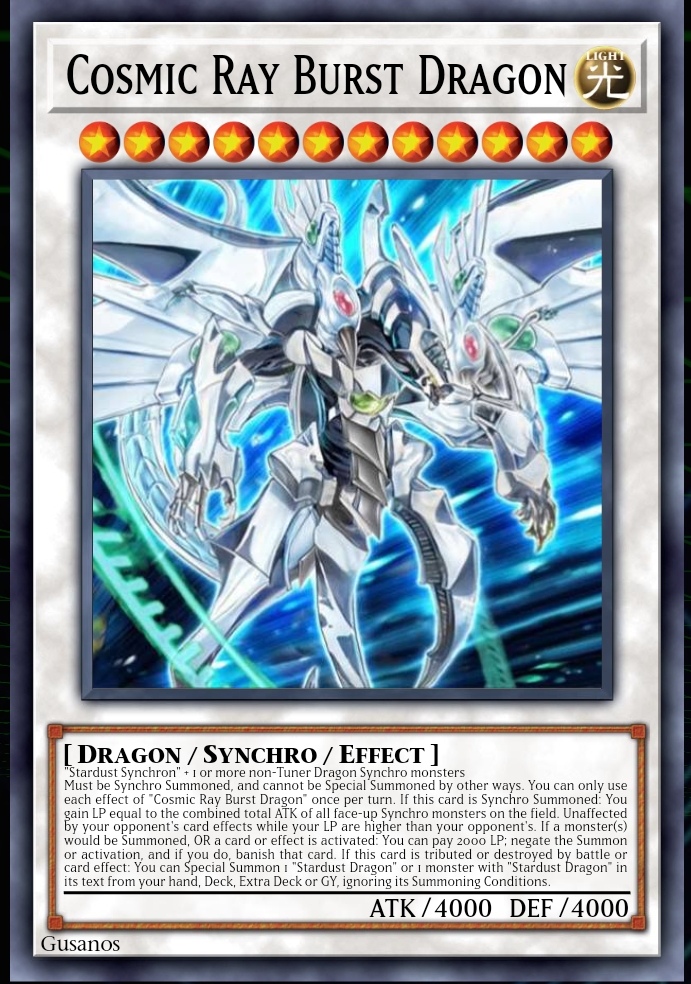 Cosmic Ray Burst Dragon
LIGHT
光
[ Dragon / Synchro / Effect ]
"Stardust Synchron" + 1 or more non-Tuner Dragon Synchro monsters
Must be Synchro Summoned, and cannot be Special Summoned by other ways. You can only use
each effect of "Cosmic Ray Burst Dragon" once per turn. If this card is Synchro Summoned: You
gain LP equal to the combined total ATK of all face-up Synchro monsters on the field. Unaffected
by your opponent's card effects while your LP are higher than your opponent's. If a monster(s)
would be Summoned, OR a card or effect is activated: You can pay 2000 LP; negate the Summon
or activation, and if you do, banish that card. If this card is tributed or destroyed by battle or
card effect: You can Special Summon 1 "Stardust Dragon" or 1 monster with "Stardust Dragon" in
its text from your hand, Deck, Extra Deck or GY, ignoring its Summoning Conditions.
ATK / 4000 DEF / 4000
Gusanos